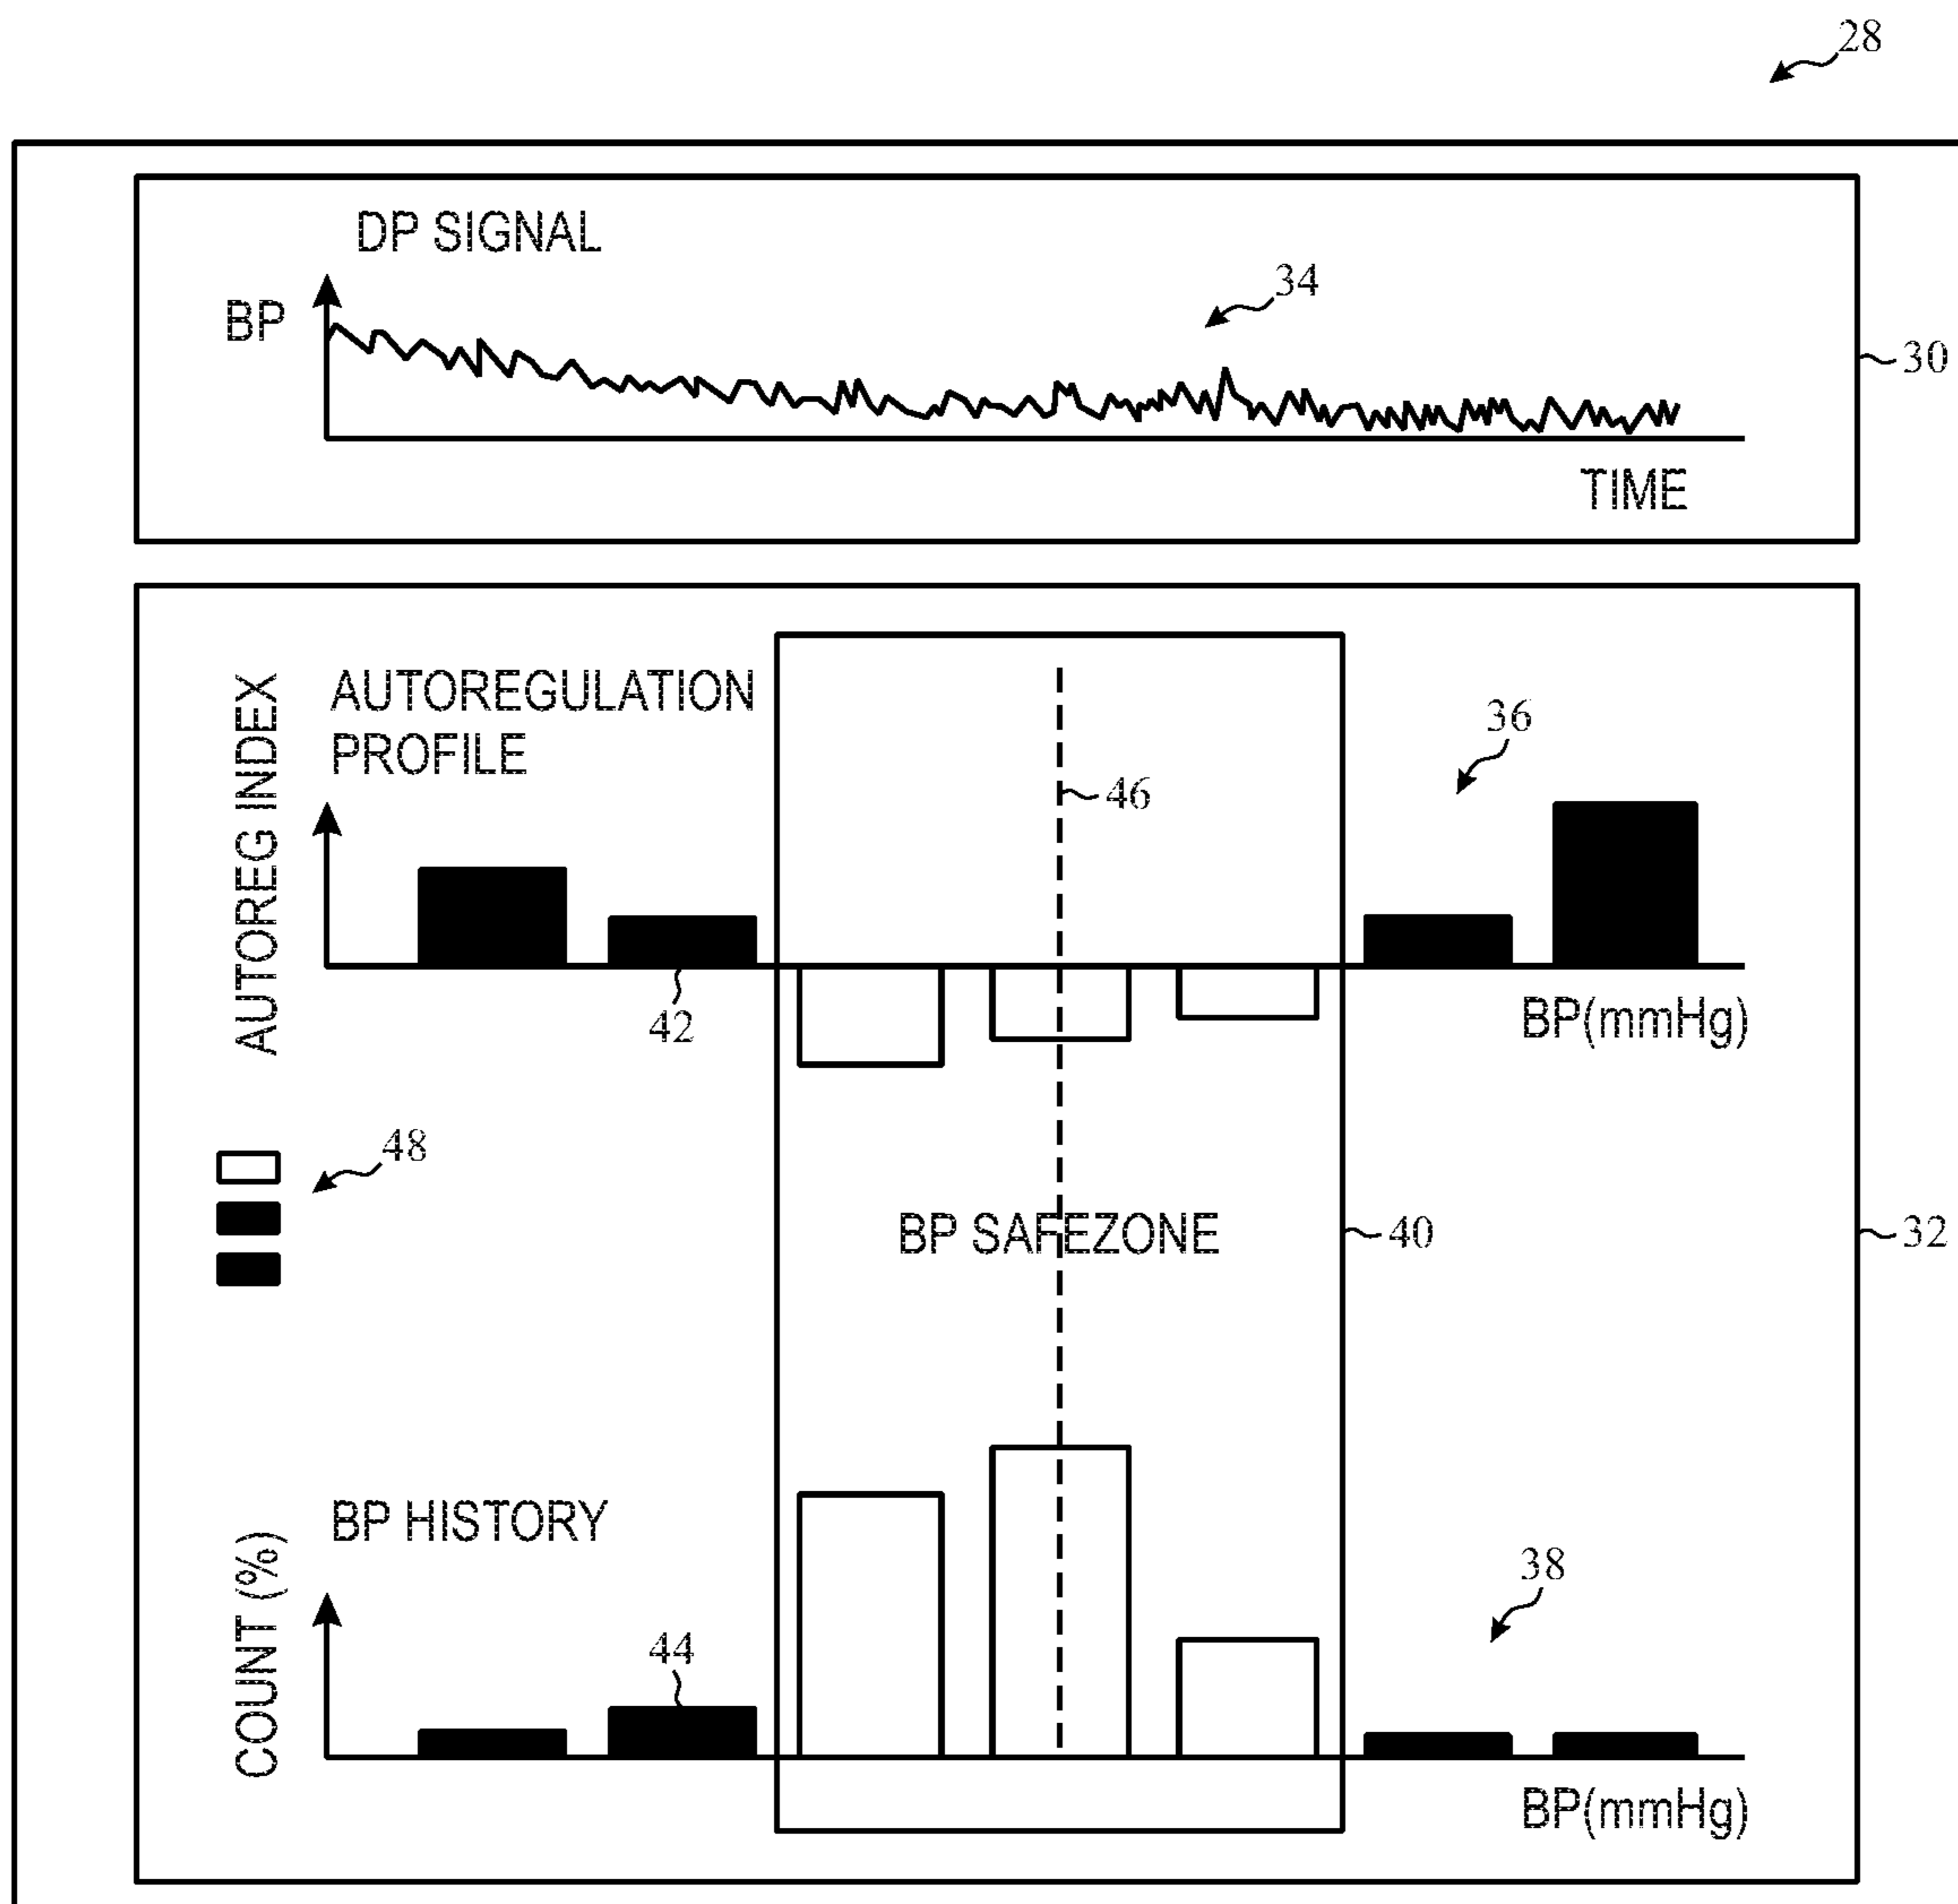 28
DP SIGNAL
BP
34
30
TIME
AUTOREG INDEX
AUTOREGULATION
PROFILE
36
46
42
BP(mmHg)
48
BP SAFEZONE
40
32
BP HISTORY
COUNT (%)
44
38
BP(mmHg)